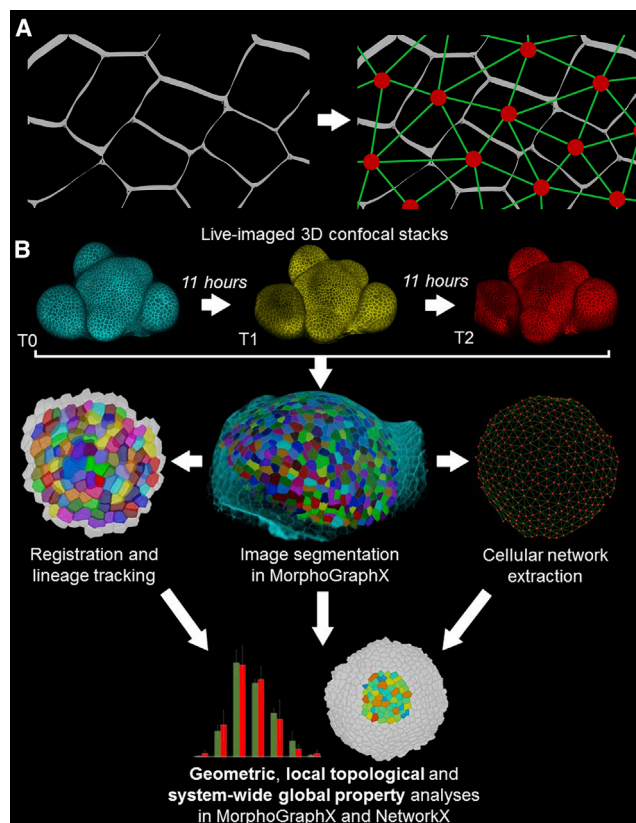 A
B
Live-imaged 3D confocal stacks
11 hours
11 hours
T0
T1
T2
Registration and
lineage tracking
Image segmentation
in MorphoGraphX
Cellular network
extraction
Geometric, local topological and
system-wide global property analyses
in MorphoGraphX and NetworkX